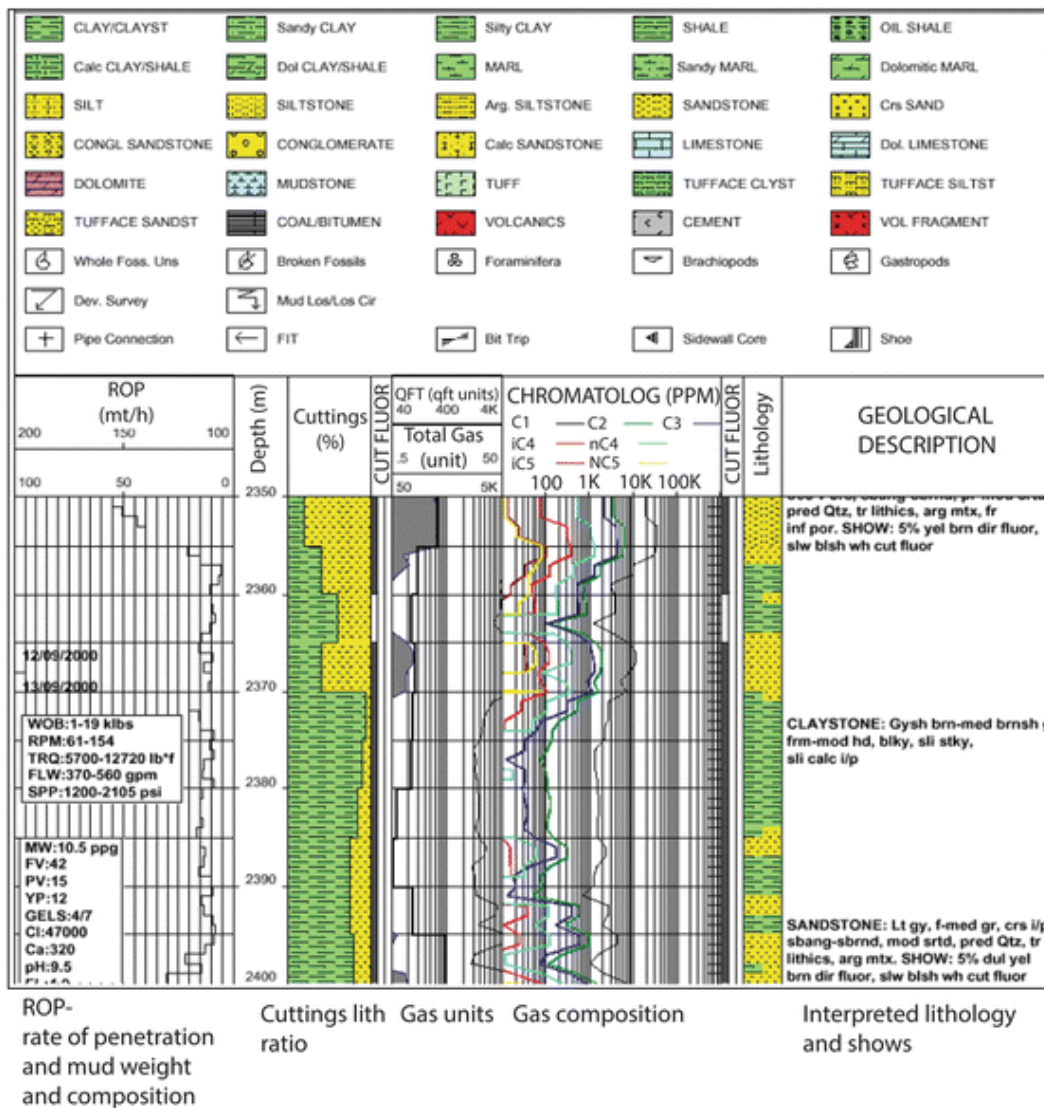 CLAY/CLAYST Sandy CLAY Silty CLAY SHALE OIL SHALE
Calc CLAY/SHALE Dol CLAY/SHALE MARL Sandy MARL Dolomitic MARL
SILT SILTSTONE Arg. SILTSTONE SANDSTONE Crs SAND
CONGL SANDSTONE CONGLOMERATE Calc SANDSTONE LIMESTONE Dol. LIMESTONE
DOLOMITE MUDSTONE TUFF TUFFACE CLYST TUFFACE SILTST
TUFFACE SANDST COAL/BITUMEN VOLCANICS CEMENT VOL FRAGMENT
Whole Foss. Uns Broken Fossils Foraminifera Brachiopods Gastropods
Dev. Survey Mud Los/Los Cir
Pipe Connection FIT Bit Trip Sidewall Core Shoe
ROP
(mt/h)
200 150 100
100 50 0
Depth (m)
Cuttings
(%)
CUT FLUOR
QFT (qft units)
40 400 4K
Total Gas
(unit)
.5 50
50 5K
CHROMATOLOG (PPM)
C1 C2 C3
iC4 nC4
iC5 NC5
100 1K 10K 100K
CUT FLUOR
Lithology
GEOLOGICAL
DESCRIPTION
2350
2360
2370
2380
2390
2400
12/09/2000
13/09/2000
WOB:1-19 klbs
RPM:61-154
TRQ:5700-12720 lb*f
FLW:370-560 gpm
SPP:1200-2105 psi
MW:10.5 ppg
FV:42
PV:15
YP:12
GELS:4/7
Cl:47000
Ca:320
pH:9.5
pred Qtz, tr lithics, arg mtx, fr
inf por. SHOW: 5% yel brn dir fluor,
slw blsh wh cut fluor
CLAYSTONE: Gysh brn-med brnsh
frm-mod hd, blky, sli stky,
sli calc i/p
SANDSTONE: Lt gy, f-med gr, crs i/p
sbang-sbrnd, mod srtd, pred Qtz, tr
lithics, arg mtx. SHOW: 5% dul yel
brn dir fluor, slw blsh wh cut fluor
ROP-
rate of penetration
and mud weight
and composition
Cuttings lith
ratio
Gas units
Gas composition
Interpreted lithology
and shows